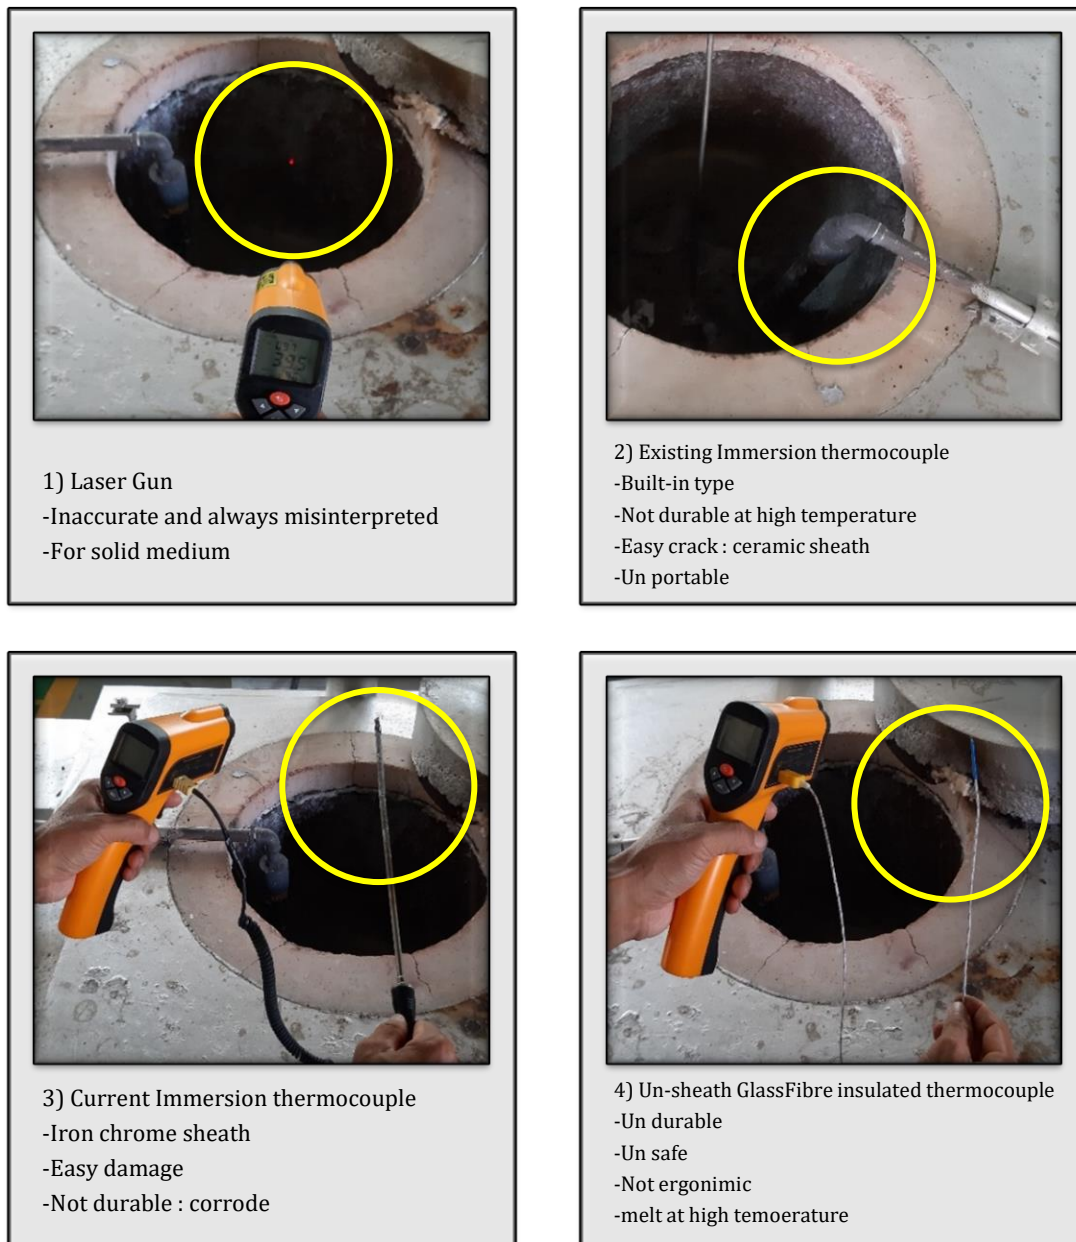 1) Laser Gun
-Inaccurate and always misinterpreted
-For solid medium
2) Existing Immersion thermocouple
-Built-in type
-Not durable at high temperature
-Easy crack : ceramic sheath
-Un portable
3) Current Immersion thermocouple
-Iron chrome sheath
-Easy damage
-Not durable : corrode
4) Un-sheath GlassFibre insulated thermocouple
-Un durable
-Un safe
-Not ergonimic
-melt at high temoerature